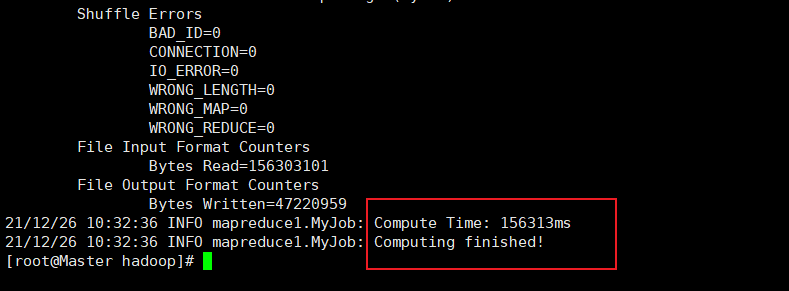 Shuffle Errors
BAD_ID=0
CONNECTION=0
IO_ERROR=0
WRONG_LENGTH=0
WRONG_MAP=0
WRONG_REDUCE=0
File Input Format Counters
Bytes Read=156303101
File Output Format Counters
Bytes Written=47220959
21/12/26 10:32:36 INFO mapreduce1.MyJob: Compute Time: 156313ms
21/12/26 10:32:36 INFO mapreduce1.MyJob: Computing finished!
[root@Master hadoop]#